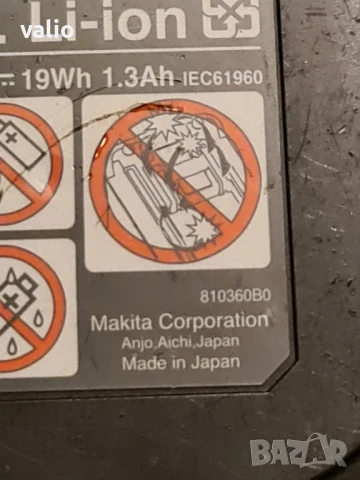 valio
Li-ion
19Wh 1.3Ah IEC61960
810360B0
Makita Corporation
Anjo,Aichi,Japan
Made in Japan
BAZAR